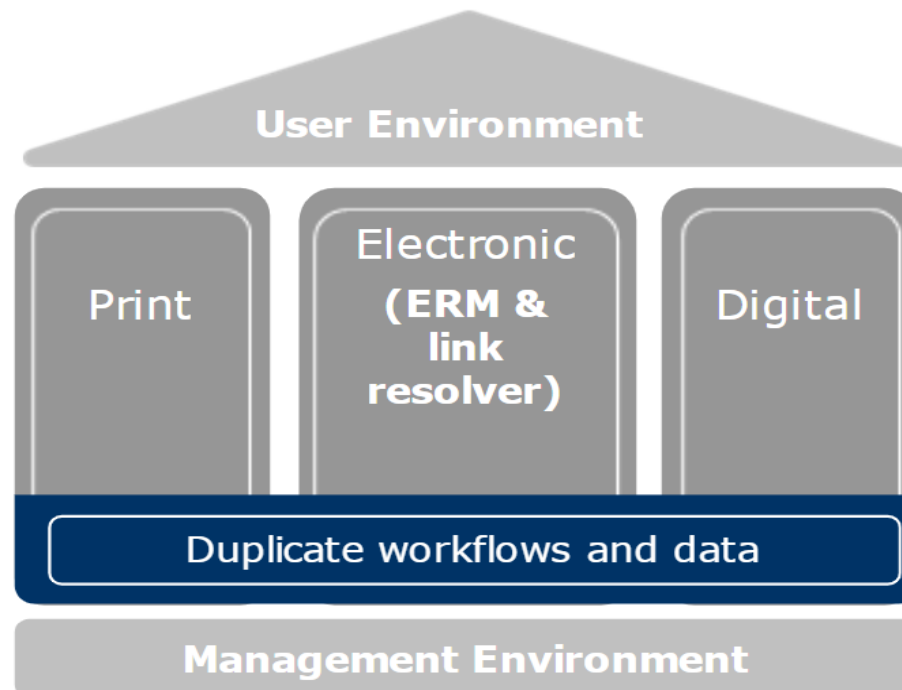 User Environment
Print
Electronic
(ERM &
link
resolver)
Digital
Duplicate workflows and data
Management Environment